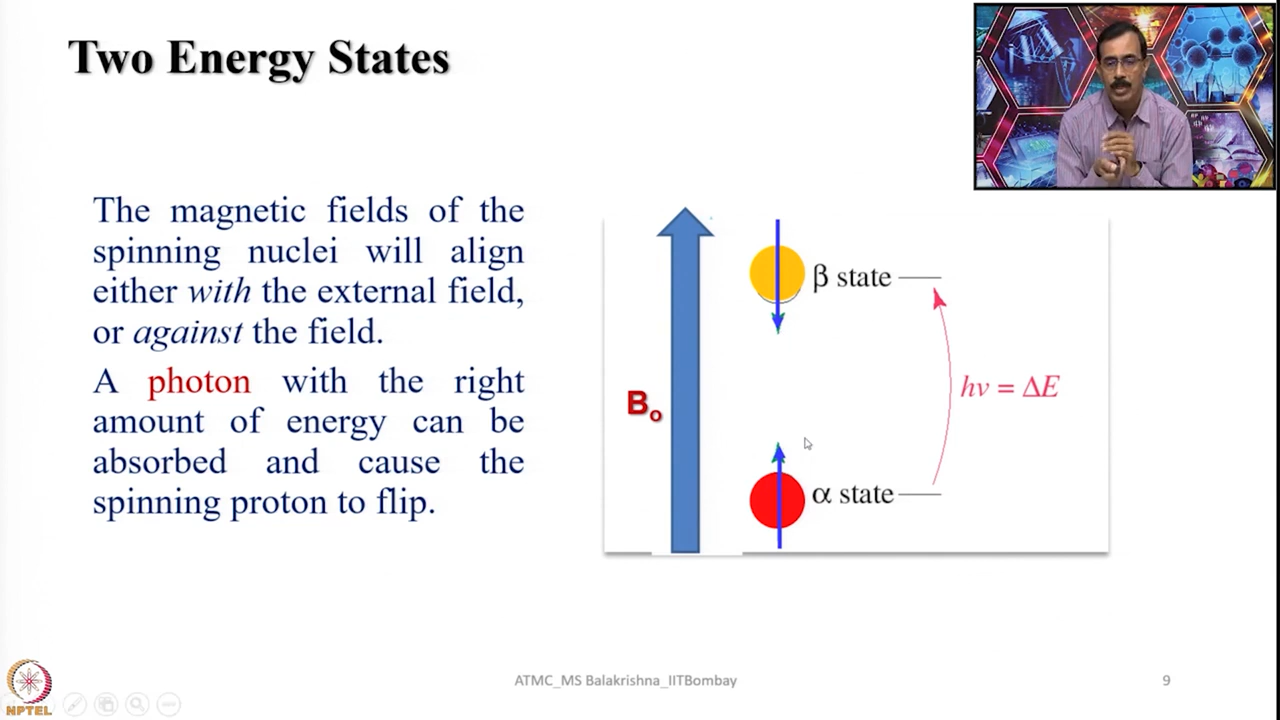 Two Energy States
The magnetic fields of the
spinning nuclei will align
either with the external field,
or against the field.
A photon with the right
amount of energy can be
absorbed and cause the
spinning proton to flip.
β state
hν = ΔE
Bₒ
α state
NPTEL
ATMC_MS Balakrishna_IITBombay
9